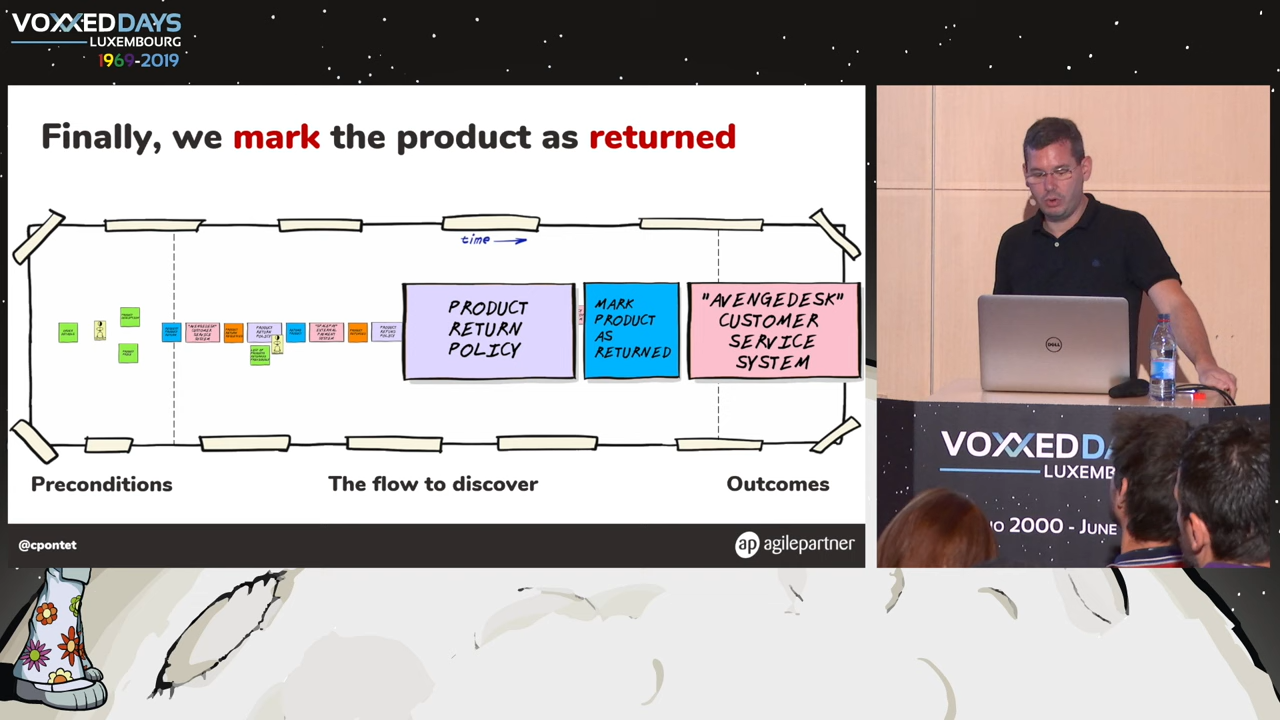 VOXXED DAYS
LUXEMBOURG
1969-2019
Finally, we mark the product as returned
time
PRODUCT
RETURN
POLICY
MARK
PRODUCT
AS
RETURNED
"AVENGEDESK"
CUSTOMER
SERVICE
SYSTEM
Preconditions
The flow to discover
Outcomes
@cpontet
ap agilepartner
DELL
VOXXED DA
LUXEMB
2000 - JUNE